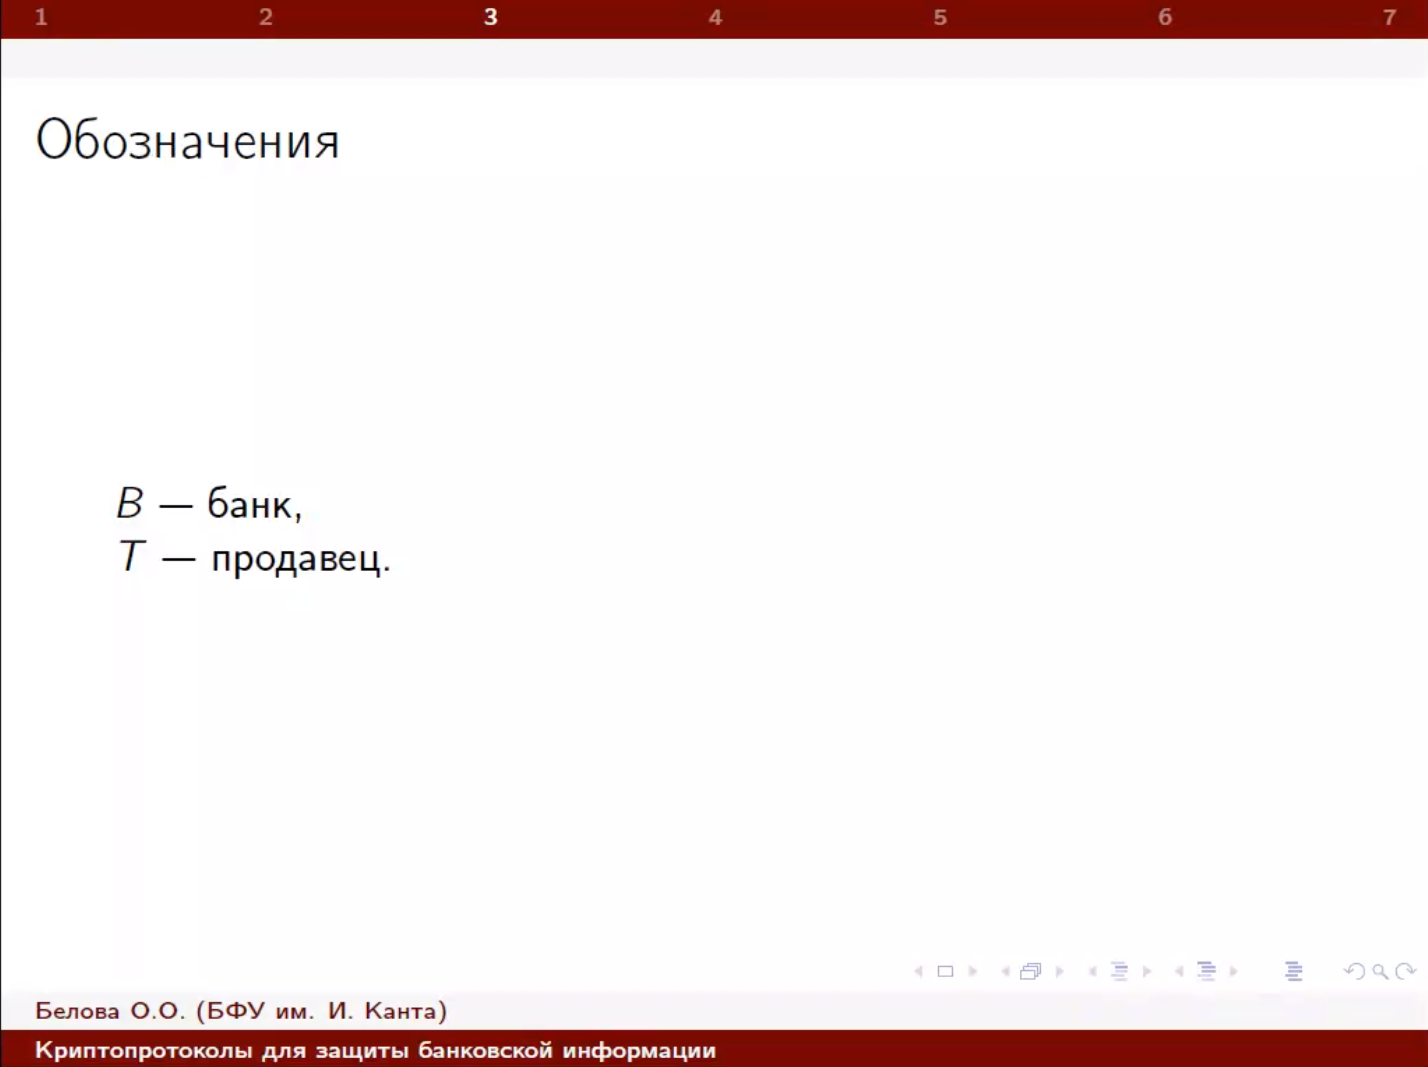 1 2 3 4 5 6 7
Обозначения
B — банк,
T — продавец.
Белова О.О. (БФУ им. И. Канта)
Криптопротоколы для защиты банковской информации